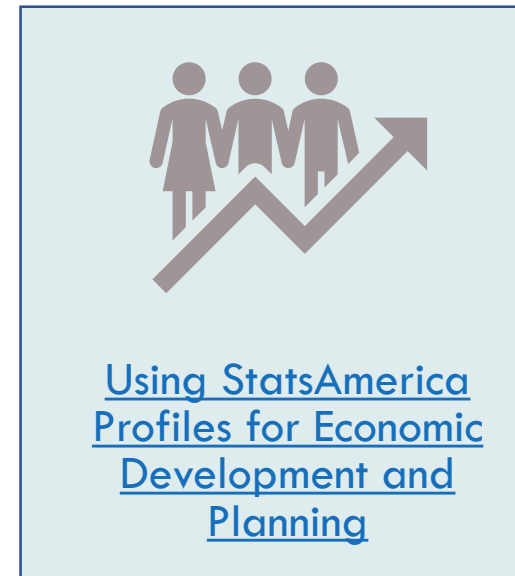 Using StatsAmerica
Profiles for Economic
Development and
Planning